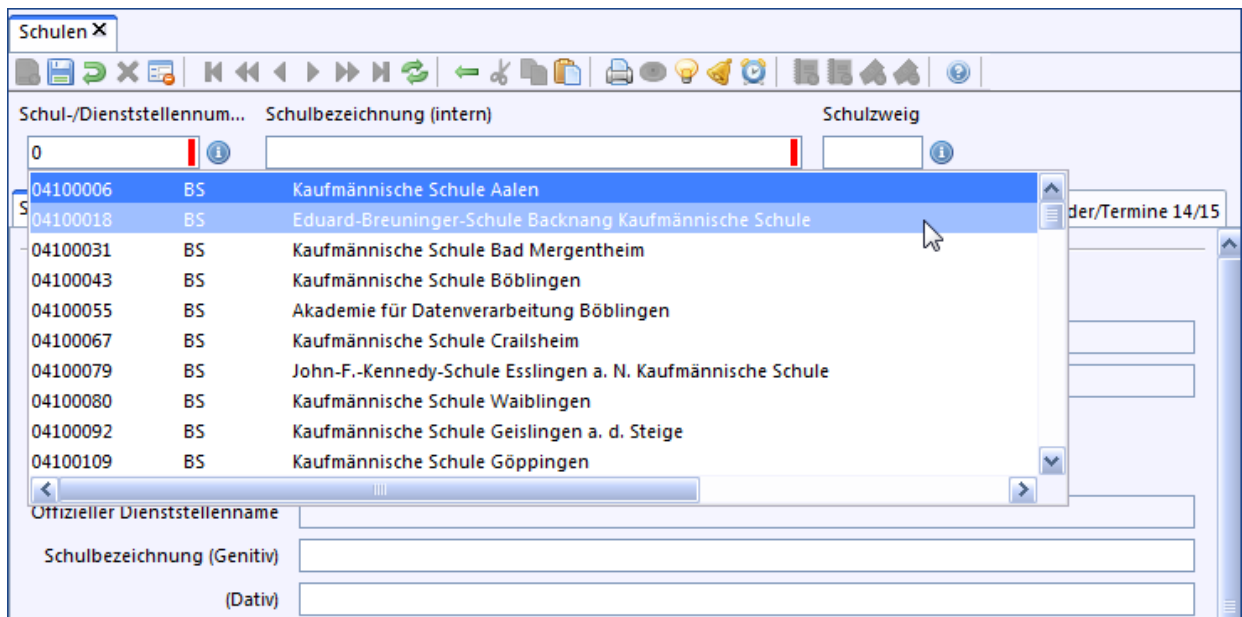 Schulen X
Schul-/Dienststellennum... Schulbezeichnung (intern) Schulzweig
0
04100006 BS Kaufmännische Schule Aalen
04100018 BS Eduard-Breuninger-Schule Backnang Kaufmännische Schule
S der/Termine 14/15
04100031 BS Kaufmännische Schule Bad Mergentheim
04100043 BS Kaufmännische Schule Böblingen
04100055 BS Akademie für Datenverarbeitung Böblingen
04100067 BS Kaufmännische Schule Crailsheim
04100079 BS John-F.-Kennedy-Schule Esslingen a. N. Kaufmännische Schule
04100080 BS Kaufmännische Schule Waiblingen
04100092 BS Kaufmännische Schule Geislingen a. d. Steige
04100109 BS Kaufmännische Schule Göppingen
Offizieller Dienststellenname
Schulbezeichnung (Genitiv)
(Dativ)